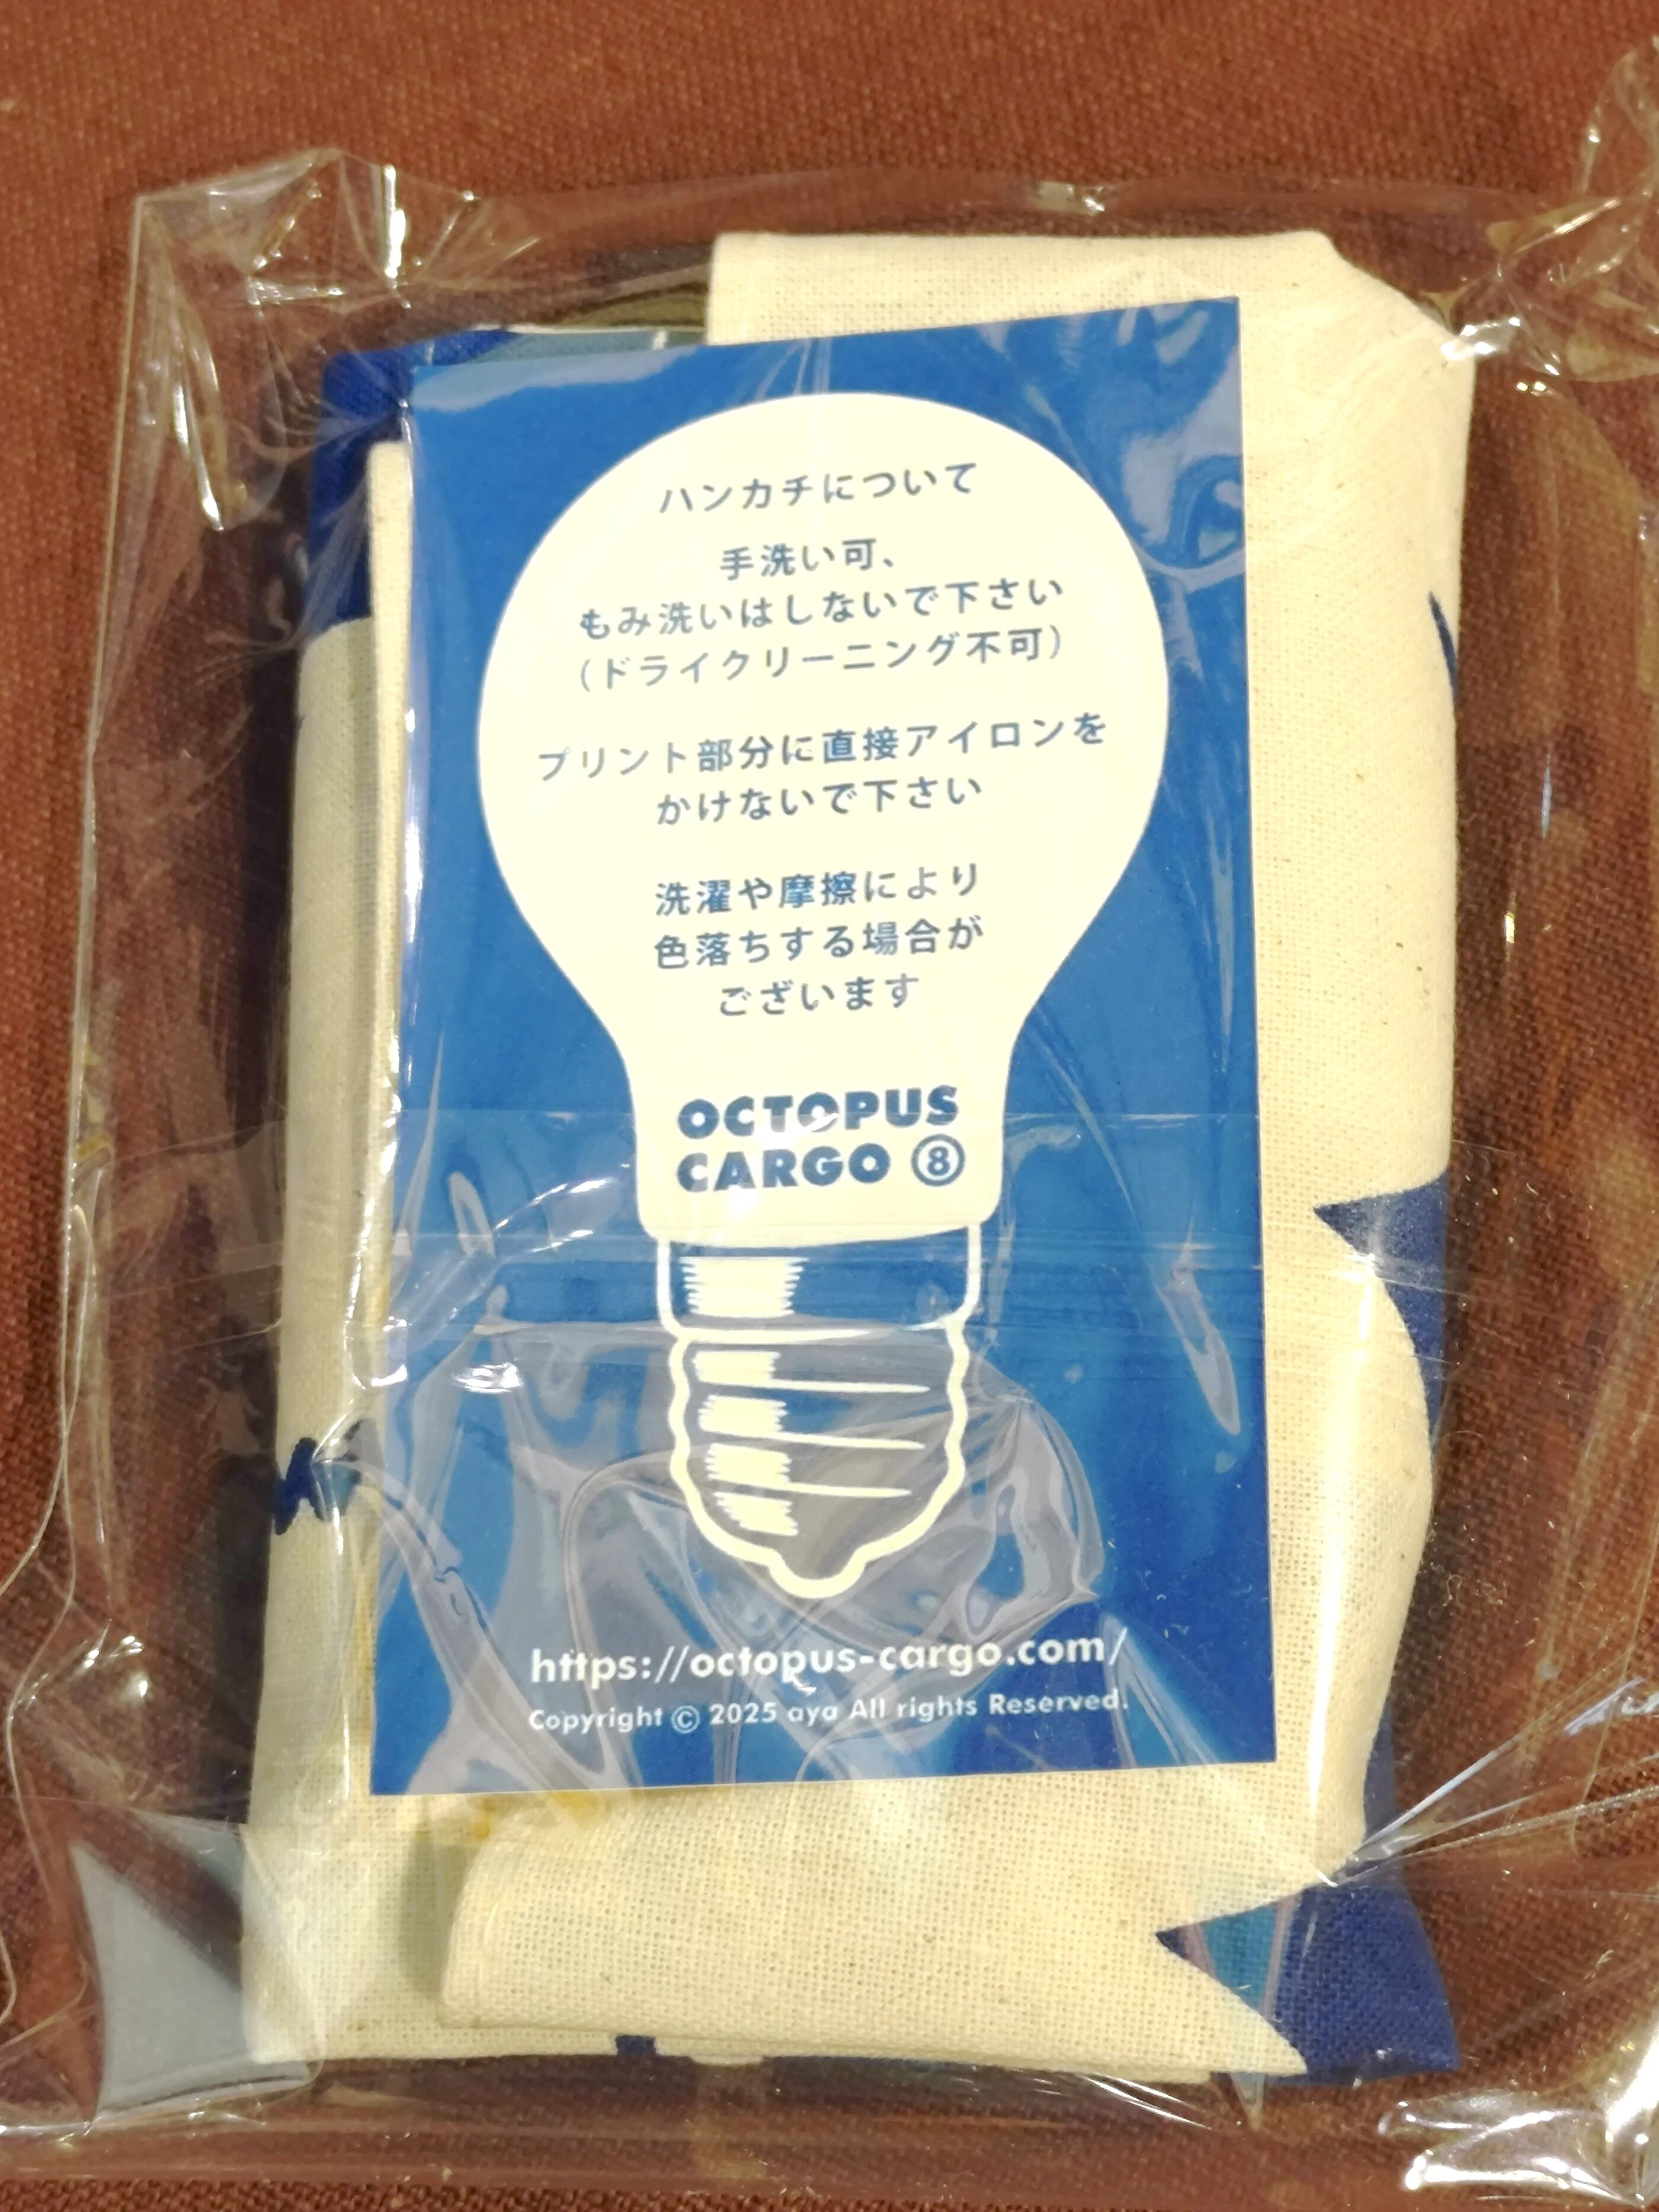 ハンカチについて
手洗い可、
もみ洗いはしないで下さい
（ドライクリーニング不可）
プリント部分に直接アイロンを
かけないで下さい
洗濯や摩擦により
色落ちする場合が
ございます
OCTOPUS
CARGO ⑧
https://octopus-cargo.com/
Copyright © 2025 aya All rights Reserved.